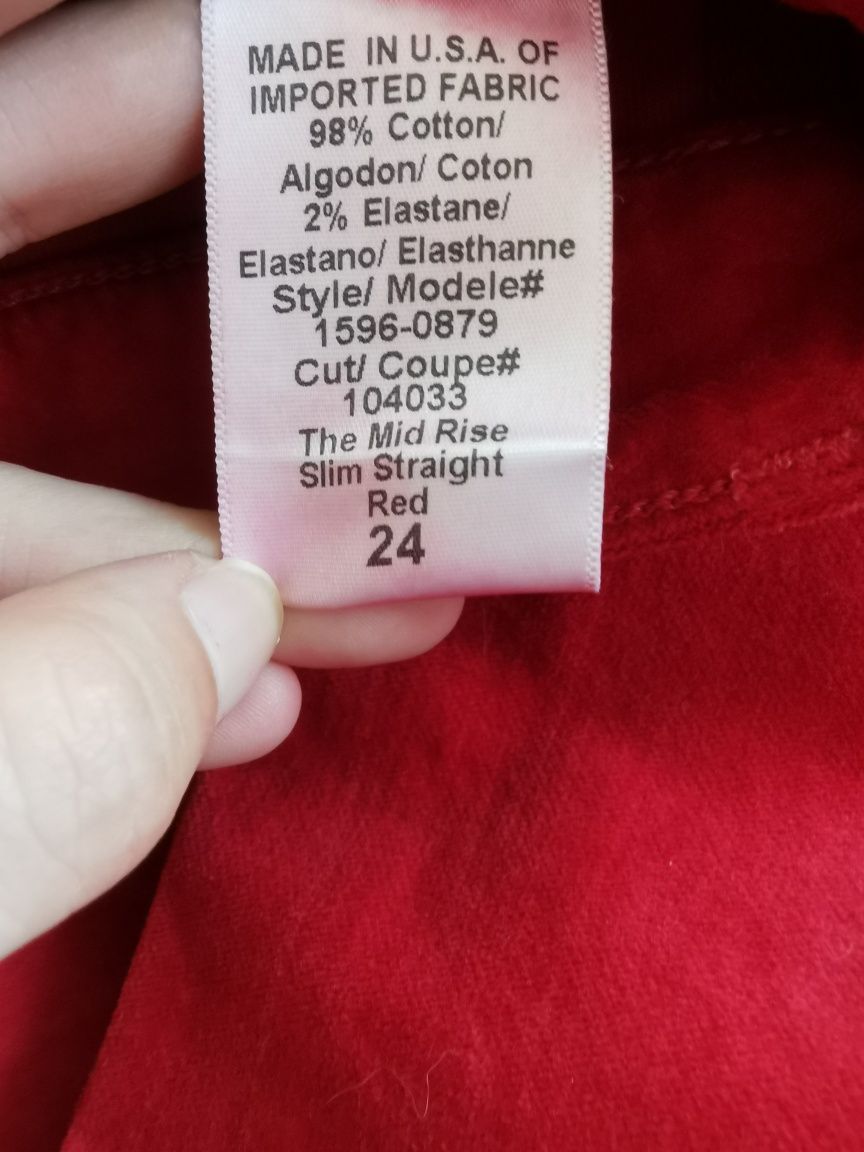 MADE IN U.S.A. OF
IMPORTED FABRIC
98% Cotton/
Algodon/ Coton
2% Elastane/
Elastano/ Elasthanne
Style/ Modele#
1596-0879
Cut/ Coupe#
104033
The Mid Rise
Slim Straight
Red
24